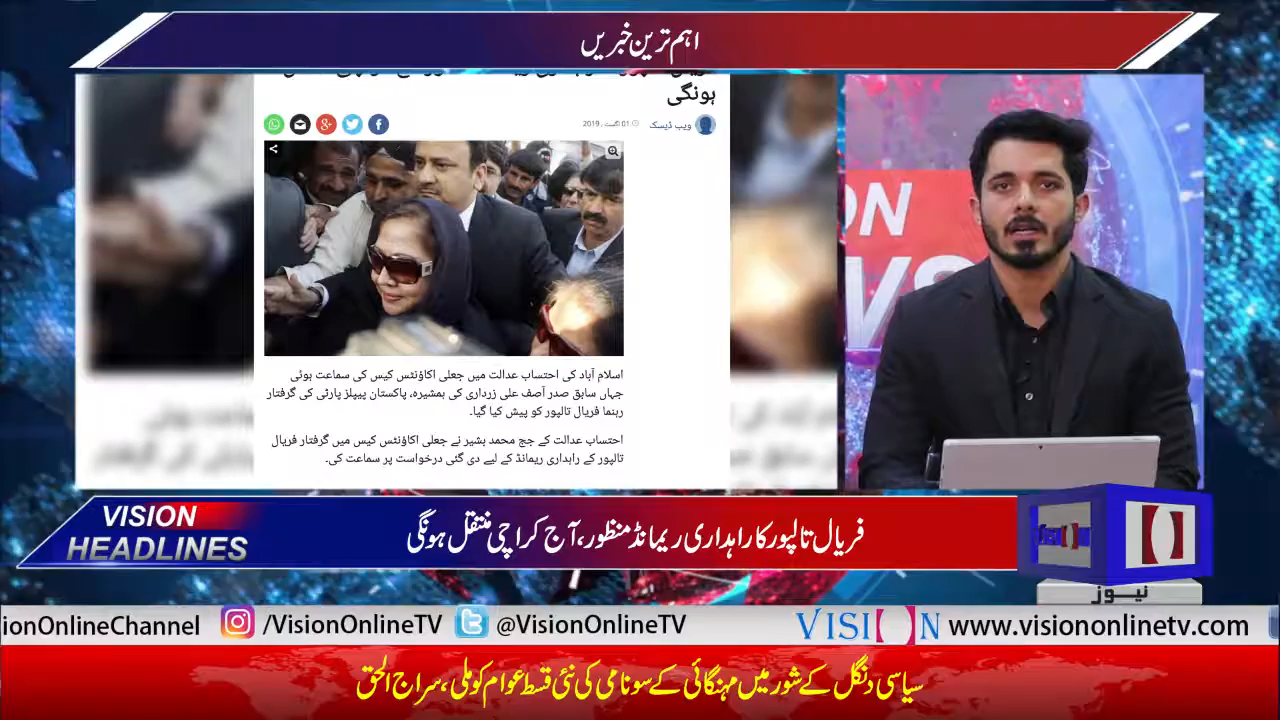 اہم ترین خبریں
ہونگی
ویب ڈیسک
01 اگست ، 2019
ON
WS
اسلام آباد کی احتساب عدالت میں جعلی اکاؤنٹس کیس کی سماعت ہوئی
جہاں سابق صدر آصف علی زرداری کی ہمشیرہ، پاکستان پیپلز پارٹی کی گرفتار
رہنما فریال تالپور کو پیش کیا گیا۔
احتساب عدالت کے جج محمد بشیر نے جعلی اکاؤنٹس کیس میں گرفتار فریال
تالپور کے راہداری ریمانڈ کے لیے دی گئی درخواست پر سماعت کی۔
VISION
HEADLINES
فریال تالپور کا راہداری ریمانڈ منظور، آج کراچی منتقل ہونگی
نیوز
ionOnlineChannel /VisionOnlineTV @VisionOnlineTV VISION www.visiononlinetv.com
سیاسی دنگل کے شور میں مہنگائی کے سونامی کی نئی قسط عوام کو ملی، سراج الحق